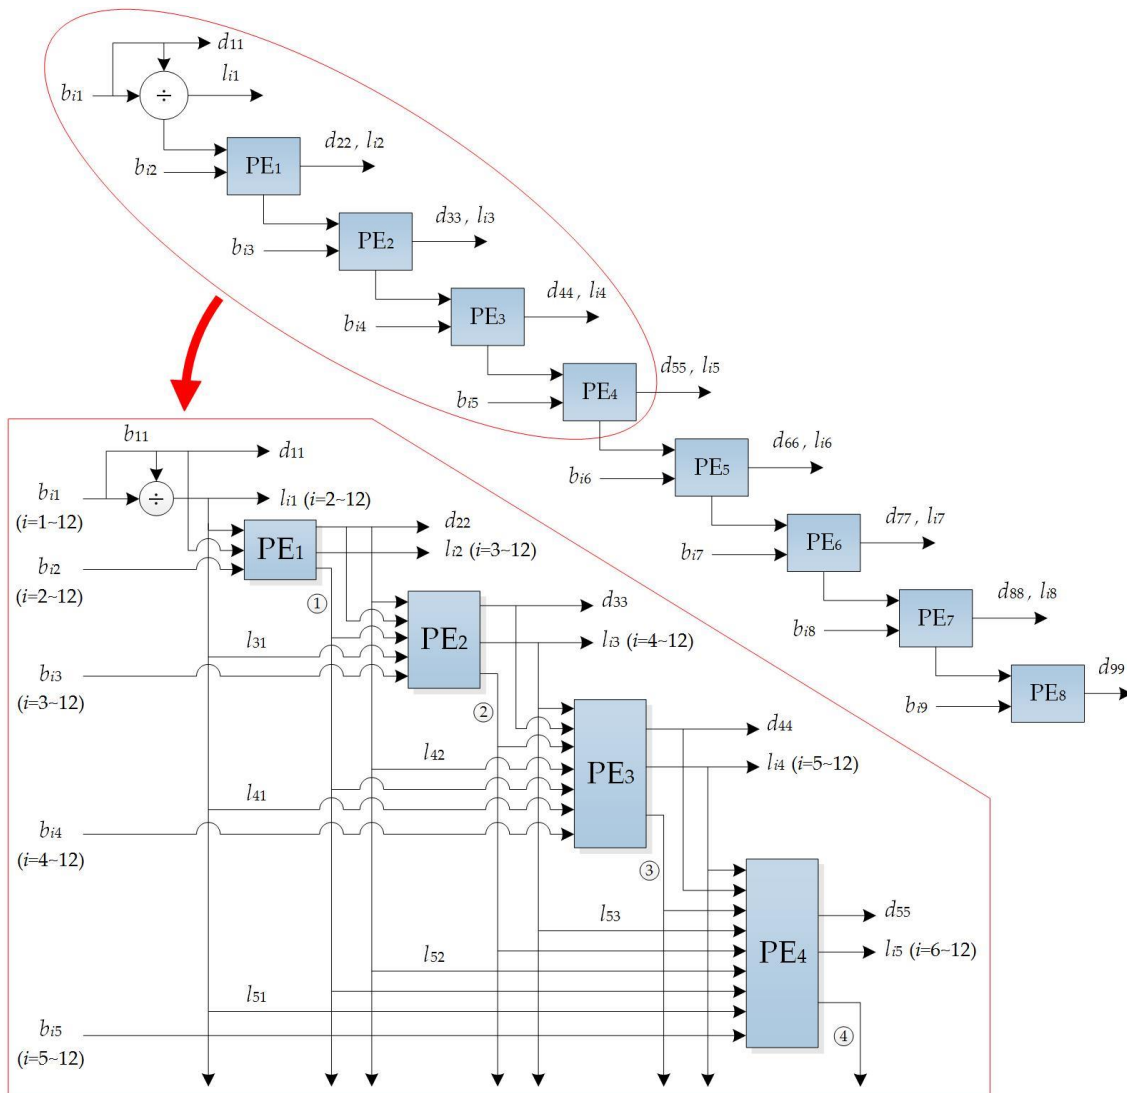 d11
li1
bi1
÷
d22 , li2
bi2
PE1
d33 , li3
bi3
PE2
d44 , li4
bi4
PE3
d55, li5
bi5
PE4
d66, li6
bi6
PE5
d77, li7
bi7
PE6
d88, li8
bi8
PE7
d99
bi9
PE8
b11
d11
bi1
(i=1~12)
÷
li1 (i=2~12)
d22
PE1
li2 (i=3~12)
bi2
(i=2~12)
①
d33
PE2
li3 (i=4~12)
l31
bi3
(i=3~12)
②
d44
l42
PE3
li4 (i=5~12)
l41
bi4
(i=4~12)
③
l53
d55
PE4
li5 (i=6~12)
l52
l51
bi5
(i=5~12)
④